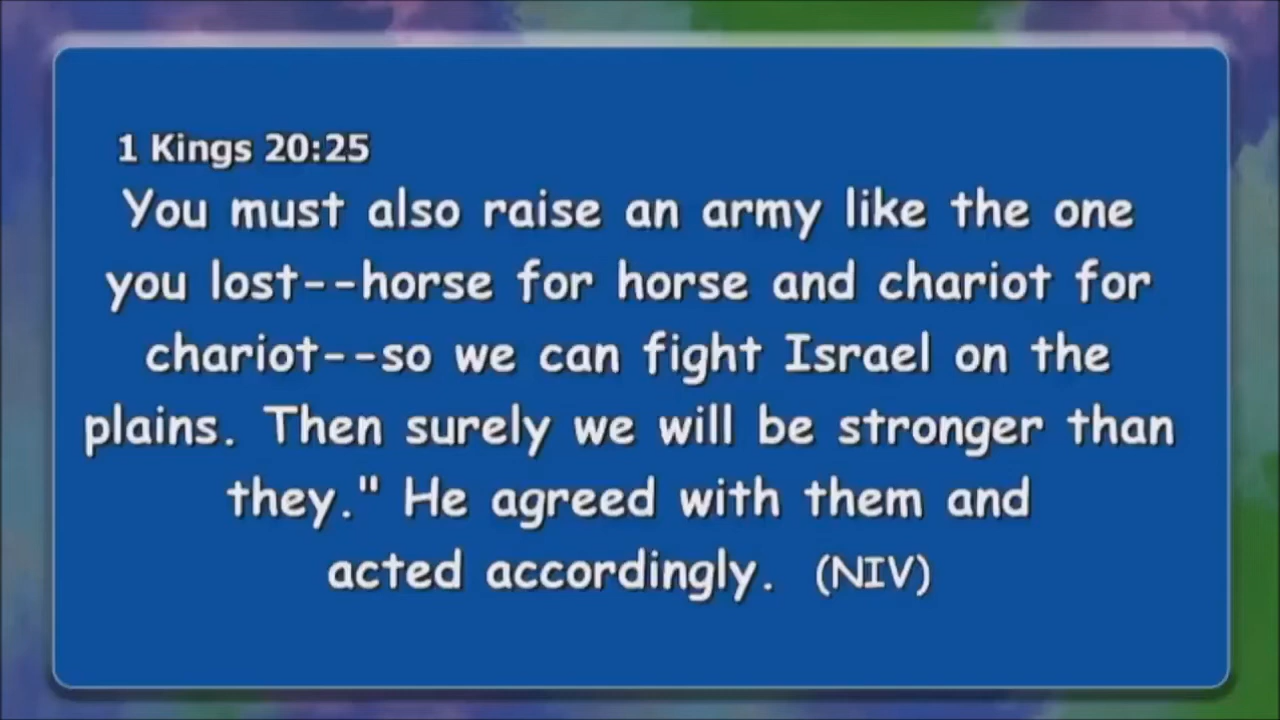 1 Kings 20:25
You must also raise an army like the one
you lost--horse for horse and chariot for
chariot--so we can fight Israel on the
plains. Then surely we will be stronger than
they." He agreed with them and
acted accordingly. (NIV)